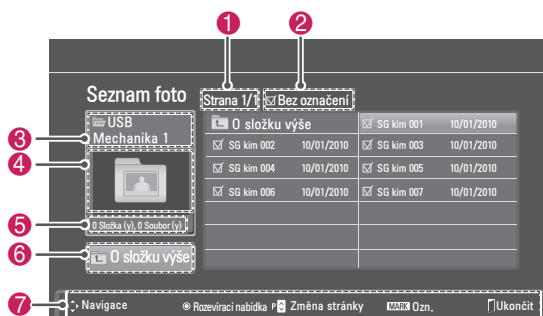 1 2
Seznam foto Strana 1/1 Bez označení
USB
Mechanika 1
O složku výše SG kim 001 10/01/2010
SG kim 002 10/01/2010 SG kim 003 10/01/2010
SG kim 004 10/01/2010 SG kim 005 10/01/2010
SG kim 006 10/01/2010 SG kim 007 10/01/2010
3
4
5 0 Složka (y), 0 Soubor (y)
6 O složku výše
7 Navigace Rozevírací nabídka P Změna stránky MARK Ozn. Ukončit